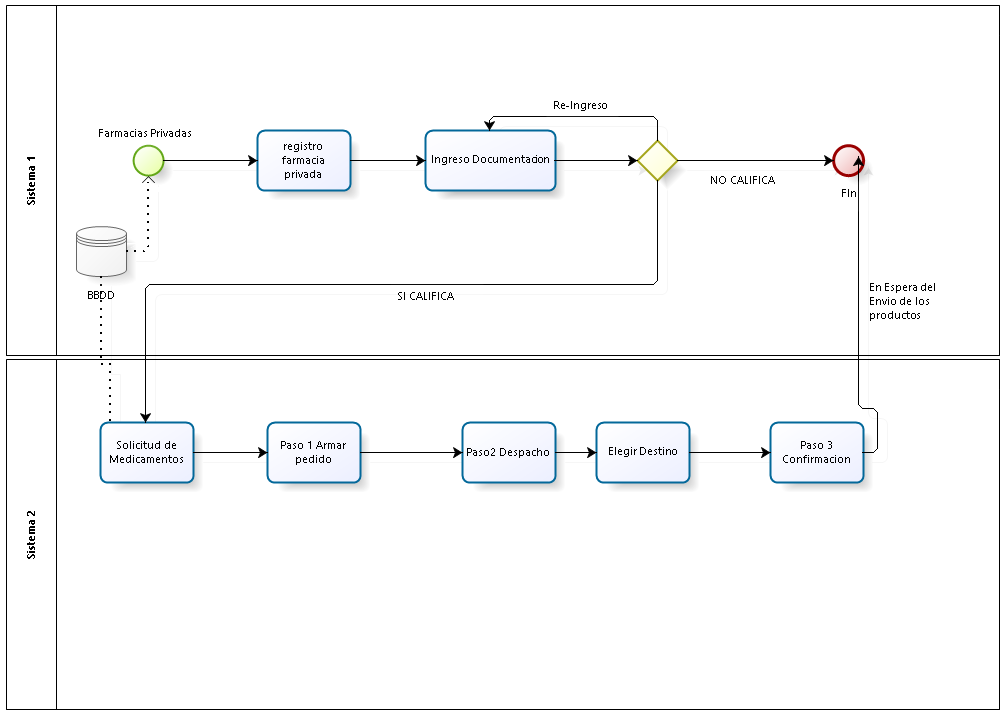 Sistema 1
Re-Ingreso
Farmacias Privadas
registro
farmacia
privada
Ingreso Documentacion
NO CALIFICA
FIn
BBDD
SI CALIFICA
En Espera del
Envio de los
productos
Sistema 2
Solicitud de
Medicamentos
Paso 1 Armar
pedido
Paso2 Despacho
Elegir Destino
Paso 3
Confirmacion